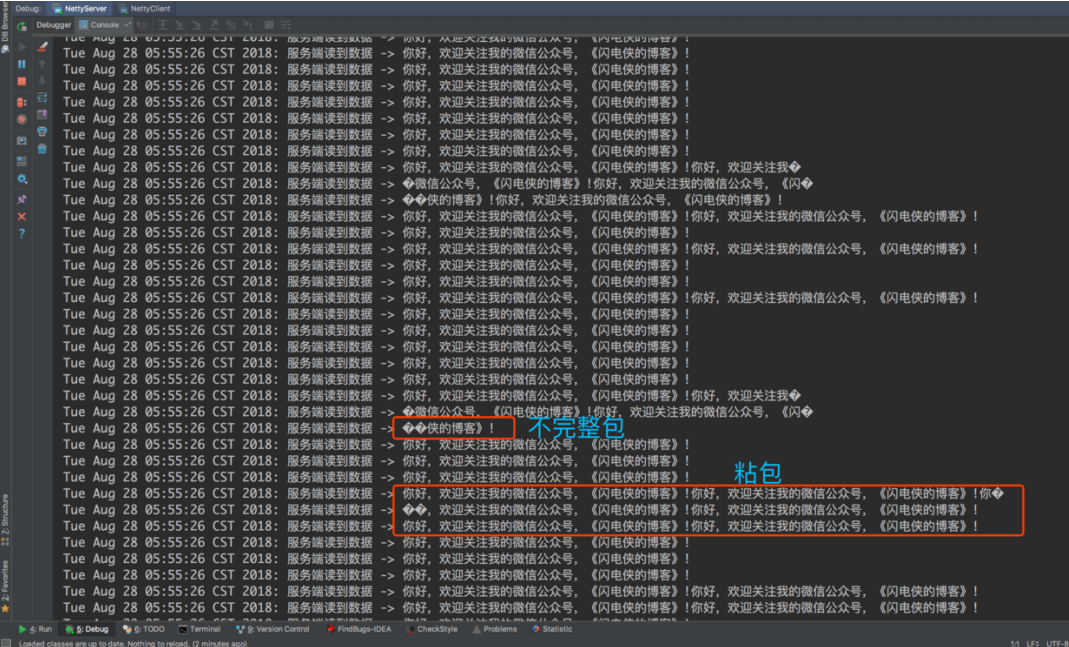 Debug: NettyServer NettyClient
Debugger Console
Tue Aug 28 05:55:26 CST 2018: 服务端读到数据 -> 你好，欢迎关注我的微信公众号，《闪电侠的博客》!
Tue Aug 28 05:55:26 CST 2018: 服务端读到数据 -> 你好，欢迎关注我的微信公众号，《闪电侠的博客》!
Tue Aug 28 05:55:26 CST 2018: 服务端读到数据 -> 你好，欢迎关注我的微信公众号，《闪电侠的博客》!
Tue Aug 28 05:55:26 CST 2018: 服务端读到数据 -> 你好，欢迎关注我的微信公众号，《闪电侠的博客》!
Tue Aug 28 05:55:26 CST 2018: 服务端读到数据 -> 你好，欢迎关注我的微信公众号，《闪电侠的博客》!
Tue Aug 28 05:55:26 CST 2018: 服务端读到数据 -> 你好，欢迎关注我的微信公众号，《闪电侠的博客》!
Tue Aug 28 05:55:26 CST 2018: 服务端读到数据 -> 你好，欢迎关注我的微信公众号，《闪电侠的博客》!
Tue Aug 28 05:55:26 CST 2018: 服务端读到数据 -> 你好，欢迎关注我的微信公众号，《闪电侠的博客》!
Tue Aug 28 05:55:26 CST 2018: 服务端读到数据 -> 你好，欢迎关注我的微信公众号，《闪电侠的博客》!你好，欢迎关注我�
Tue Aug 28 05:55:26 CST 2018: 服务端读到数据 -> �微信公众号，《闪电侠的博客》!你好，欢迎关注我的微信公众号，《闪�
Tue Aug 28 05:55:26 CST 2018: 服务端读到数据 -> ��侠的博客》!你好，欢迎关注我的微信公众号，《闪电侠的博客》!
Tue Aug 28 05:55:26 CST 2018: 服务端读到数据 -> 你好，欢迎关注我的微信公众号，《闪电侠的博客》!你好，欢迎关注我的微信公众号，《闪电侠的博客》!
Tue Aug 28 05:55:26 CST 2018: 服务端读到数据 -> 你好，欢迎关注我的微信公众号，《闪电侠的博客》!
Tue Aug 28 05:55:26 CST 2018: 服务端读到数据 -> 你好，欢迎关注我的微信公众号，《闪电侠的博客》!你好，欢迎关注我的微信公众号，《闪电侠的博客》!
Tue Aug 28 05:55:26 CST 2018: 服务端读到数据 -> 你好，欢迎关注我的微信公众号，《闪电侠的博客》!
Tue Aug 28 05:55:26 CST 2018: 服务端读到数据 -> 你好，欢迎关注我的微信公众号，《闪电侠的博客》!
Tue Aug 28 05:55:26 CST 2018: 服务端读到数据 -> 你好，欢迎关注我的微信公众号，《闪电侠的博客》!你好，欢迎关注我的微信公众号，《闪电侠的博客》!
Tue Aug 28 05:55:26 CST 2018: 服务端读到数据 -> 你好，欢迎关注我的微信公众号，《闪电侠的博客》!
Tue Aug 28 05:55:26 CST 2018: 服务端读到数据 -> 你好，欢迎关注我的微信公众号，《闪电侠的博客》!
Tue Aug 28 05:55:26 CST 2018: 服务端读到数据 -> 你好，欢迎关注我的微信公众号，《闪电侠的博客》!
Tue Aug 28 05:55:26 CST 2018: 服务端读到数据 -> 你好，欢迎关注我的微信公众号，《闪电侠的博客》!
Tue Aug 28 05:55:26 CST 2018: 服务端读到数据 -> 你好，欢迎关注我的微信公众号，《闪电侠的博客》!
Tue Aug 28 05:55:26 CST 2018: 服务端读到数据 -> 你好，欢迎关注我的微信公众号，《闪电侠的博客》!你好，欢迎关注我�
Tue Aug 28 05:55:26 CST 2018: 服务端读到数据 -> �微信公众号，《闪电侠的博客》!你好，欢迎关注我的微信公众号，《闪�
Tue Aug 28 05:55:26 CST 2018: 服务端读到数据 -> ��侠的博客》! 不完整包
Tue Aug 28 05:55:26 CST 2018: 服务端读到数据 -> 你好，欢迎关注我的微信公众号，《闪电侠的博客》!
Tue Aug 28 05:55:26 CST 2018: 服务端读到数据 -> 你好，欢迎关注我的微信公众号，《闪电侠的博客》!
Tue Aug 28 05:55:26 CST 2018: 服务端读到数据 -> 你好，欢迎关注我的微信公众号，《闪电侠的博客》!
粘包
Tue Aug 28 05:55:26 CST 2018: 服务端读到数据 -> 你好，欢迎关注我的微信公众号，《闪电侠的博客》!你好，欢迎关注我的微信公众号，《闪电侠的博客》!你�
Tue Aug 28 05:55:26 CST 2018: 服务端读到数据 -> ��，欢迎关注我的微信公众号，《闪电侠的博客》!你好，欢迎关注我的微信公众号，《闪电侠的博客》!
Tue Aug 28 05:55:26 CST 2018: 服务端读到数据 -> 你好，欢迎关注我的微信公众号，《闪电侠的博客》!你好，欢迎关注我的微信公众号，《闪电侠的博客》!
Tue Aug 28 05:55:26 CST 2018: 服务端读到数据 -> 你好，欢迎关注我的微信公众号，《闪电侠的博客》!
Tue Aug 28 05:55:26 CST 2018: 服务端读到数据 -> 你好，欢迎关注我的微信公众号，《闪电侠的博客》!
Tue Aug 28 05:55:26 CST 2018: 服务端读到数据 -> 你好，欢迎关注我的微信公众号，《闪电侠的博客》!
Tue Aug 28 05:55:26 CST 2018: 服务端读到数据 -> 你好，欢迎关注我的微信公众号，《闪电侠的博客》!你好，欢迎关注我的微信公众号，《闪电侠的博客》!
Tue Aug 28 05:55:26 CST 2018: 服务端读到数据 -> 你好，欢迎关注我的微信公众号，《闪电侠的博客》!你好，欢迎关注我的微信公众号，《闪电侠的博客》!
DB Browser
Z: Structure
2: Favorites
4: Run 5: Debug 6: TODO Terminal 9: Version Control FindBugs-IDEA CheckStyle Problems Statistic
Loaded classes are up to date. Nothing to reload. (2 minutes ago) 1:1 LF: UTF-8